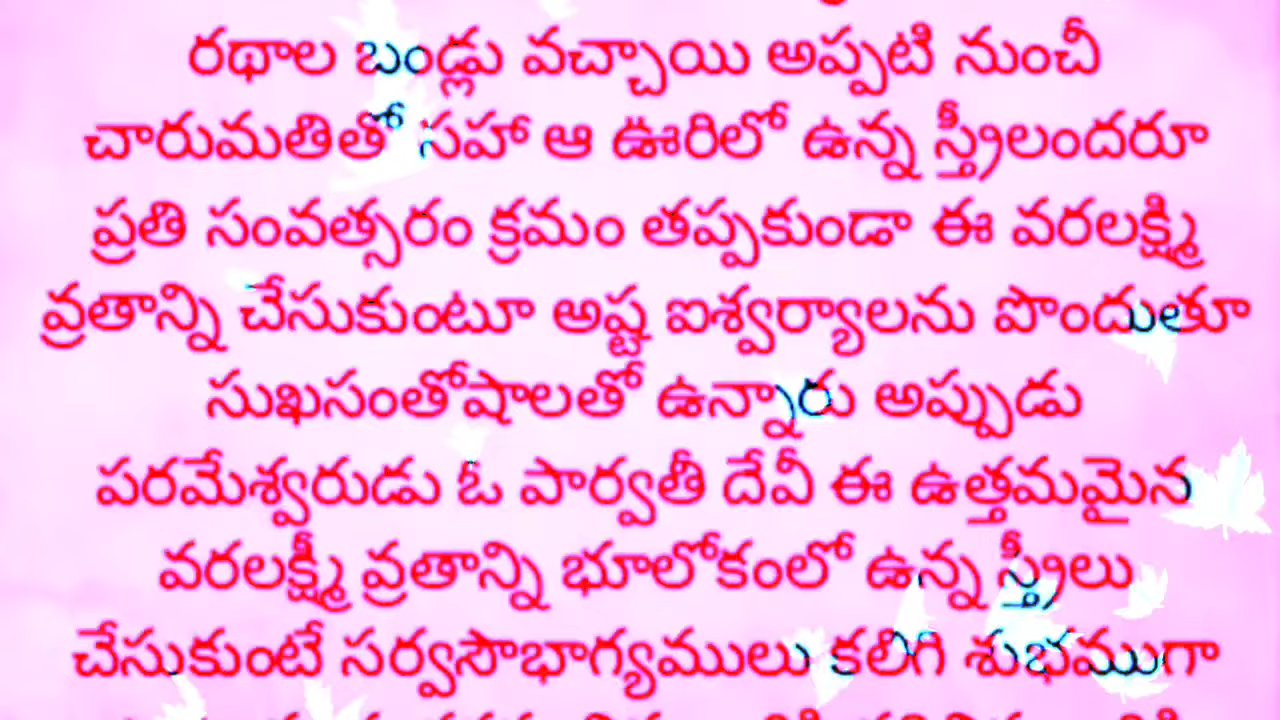 రథాల బండ్లు వచ్చాయి అప్పటి నుంచీ
చారుమతితో సహా ఆ ఊరిలో ఉన్న స్త్రీలందరూ
ప్రతి సంవత్సరం క్రమం తప్పకుండా ఈ వరలక్ష్మి
వ్రతాన్ని చేసుకుంటూ అష్ట ఐశ్వర్యాలను పొందుతూ
సుఖసంతోషాలతో ఉన్నారు అప్పుడు
పరమేశ్వరుడు ఓ పార్వతీ దేవీ ఈ ఉత్తమమైన
వరలక్ష్మీ వ్రతాన్ని భూలోకంలో ఉన్న స్త్రీలు
చేసుకుంటే సర్వసౌభాగ్యములు కలిగి శుభముగా